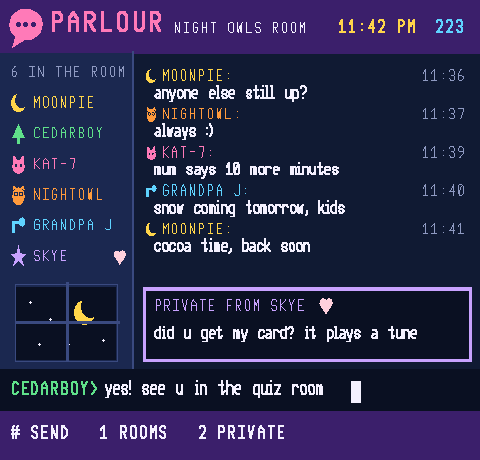 PARLOUR NIGHT OWLS ROOM 11:42 PM 223
6 IN THE ROOM
MOONPIE
CEDARBOY
KAT-7
NIGHTOWL
GRANDPA J
SKYE
MOONPIE: 11:36
anyone else still up?
NIGHTOWL: 11:37
always :)
KAT-7: 11:39
mum says 10 more minutes
GRANDPA J: 11:40
snow coming tomorrow, kids
MOONPIE: 11:41
cocoa time, back soon
PRIVATE FROM SKYE
did u get my card? it plays a tune
CEDARBOY> yes! see u in the quiz room
# SEND 1 ROOMS 2 PRIVATE